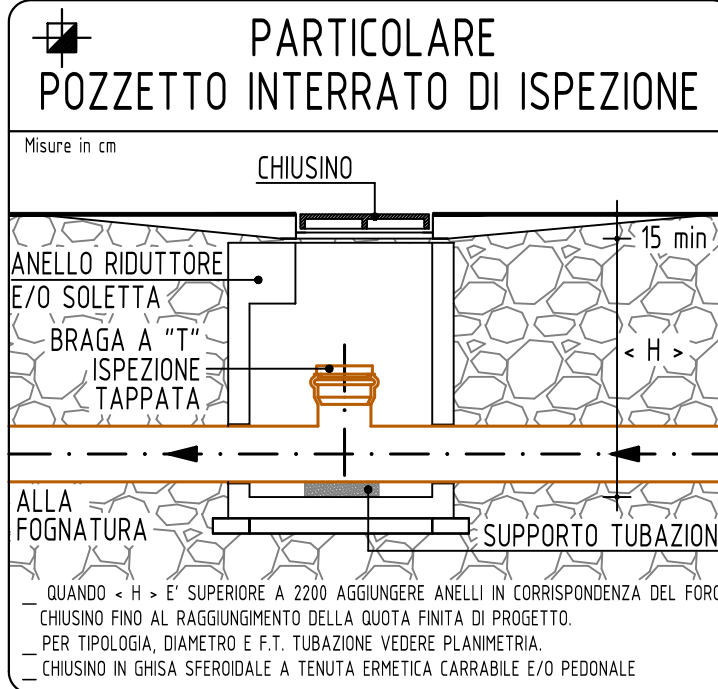 PARTICOLARE
POZZETTO INTERRATO DI ISPEZIONE
Misure in cm
CHIUSINO
15 min
ANELLO RIDUTTORE
E/O SOLETTA
BRAGA A "T"
ISPEZIONE
TAPPATA
< H >
ALLA
FOGNATURA
SUPPORTO TUBAZION
_ QUANDO < H > E' SUPERIORE A 2200 AGGIUNGERE ANELLI IN CORRISPONDENZA DEL FORO
CHIUSINO FINO AL RAGGIUNGIMENTO DELLA QUOTA FINITA DI PROGETTO.
_ PER TIPOLOGIA, DIAMETRO E F.T. TUBAZIONE VEDERE PLANIMETRIA.
_ CHIUSINO IN GHISA SFEROIDALE A TENUTA ERMETICA CARRABILE E/O PEDONALE